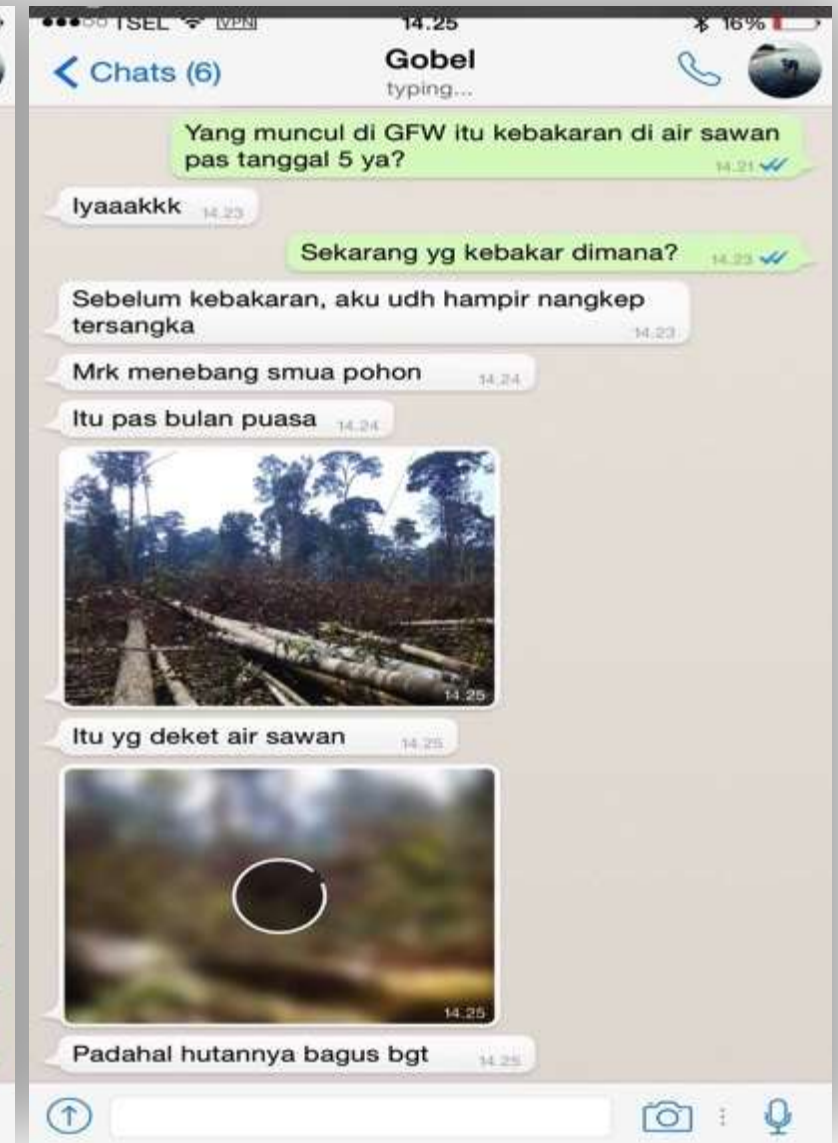 TSEL VPN 14.25 16%
Chats (6) Gobel
typing...
Yang muncul di GFW itu kebakaran di air sawan
pas tanggal 5 ya? 14.21
Iyaaakkk 14.23
Sekarang yg kebakar dimana? 14.23
Sebelum kebakaran, aku udh hampir nangkep
tersangka 14.23
Mrk menebang smua pohon 14.24
Itu pas bulan puasa 14.24
14.25
Itu yg deket air sawan 14.25
14.25
Padahal hutannya bagus bgt 14.25